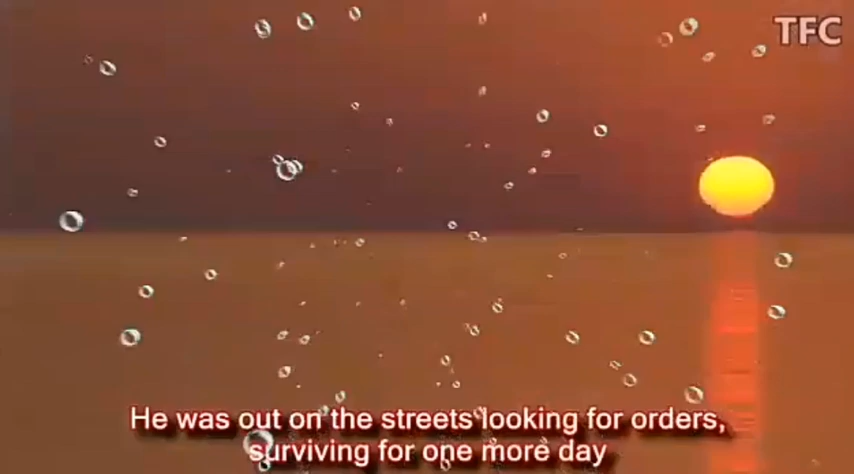 TFC
He was out on the streets looking for orders,
surviving for one more day